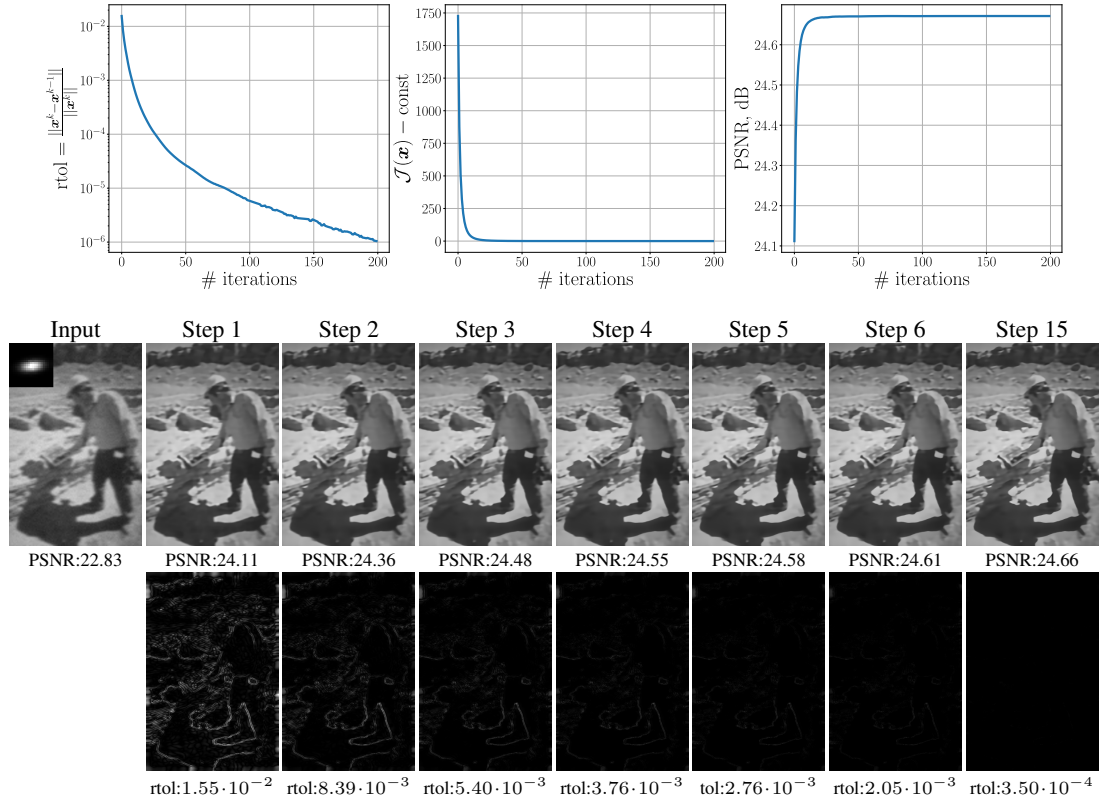 10⁻²
10⁻³
10⁻⁴
10⁻⁵
10⁻⁶
rtol = ||xᵏ−xᵏ⁻¹|| / ||xᵏ||
0 50 100 150 200
# iterations
1750
1500
1250
1000
750
500
250
0
𝒥(x) − const
0 50 100 150 200
# iterations
24.6
24.5
24.4
24.3
24.2
24.1
PSNR, dB
0 50 100 150 200
# iterations
Input Step 1 Step 2 Step 3 Step 4 Step 5 Step 6 Step 15
PSNR:22.83 PSNR:24.11 PSNR:24.36 PSNR:24.48 PSNR:24.55 PSNR:24.58 PSNR:24.61 PSNR:24.66
rtol:1.55·10⁻² rtol:8.39·10⁻³ rtol:5.40·10⁻³ rtol:3.76·10⁻³ tol:2.76·10⁻³ rtol:2.05·10⁻³ rtol:3.50·10⁻⁴